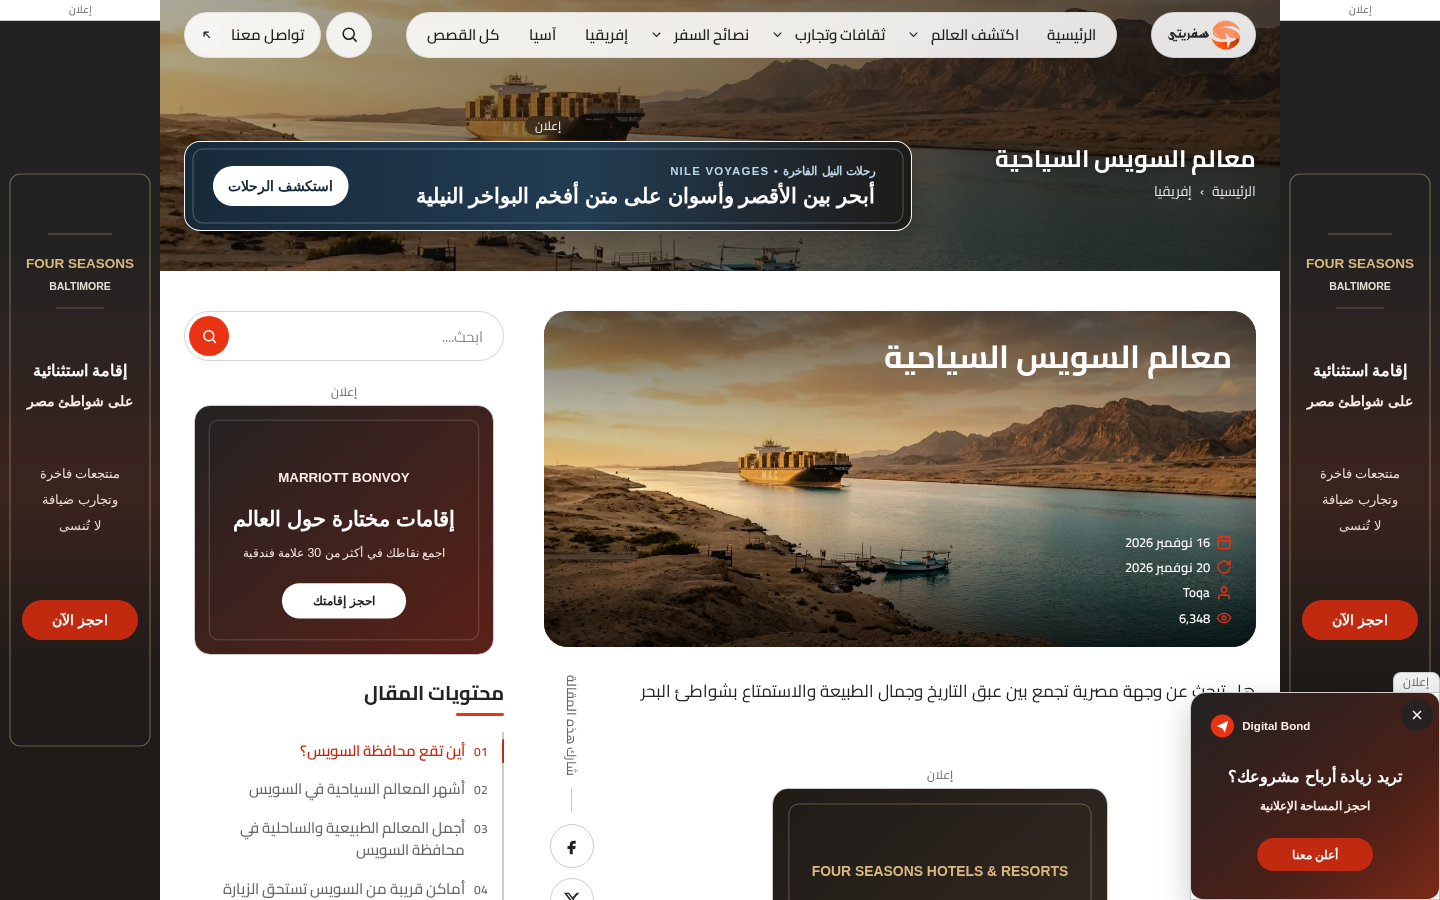 إعلان
إعلان
سفريتي
الرئيسية
اكتشف العالم
ثقافات وتجارب
نصائح السفر
إفريقيا
آسيا
كل القصص
تواصل معنا
معالم السويس السياحية
الرئيسية › إفريقيا
إعلان
رحلات النيل الفاخرة • NILE VOYAGES
أبحر بين الأقصر وأسوان على متن أفخم البواخر النيلية
استكشف الرحلات
FOUR SEASONS
BALTIMORE
إقامة استثنائية
على شواطئ مصر
منتجعات فاخرة
وتجارب ضيافة
لا تُنسى
احجز الآن
معالم السويس السياحية
16 نوفمبر 2026
20 نوفمبر 2026
Toqa
6,348
شارك هذه المقالة
إعلان
FOUR SEASONS HOTELS & RESORTS
ابحث....
إعلان
MARRIOTT BONVOY
إقامات مختارة حول العالم
اجمع نقاطك في أكثر من 30 علامة فندقية
احجز إقامتك
محتويات المقال
01 أين تقع محافظة السويس؟
02 أشهر المعالم السياحية في السويس
03 أجمل المعالم الطبيعية والساحلية في
محافظة السويس
04 أماكن قريبة من السويس تستحق الزيارة
عن وجهة مصرية تجمع بين عبق التاريخ وجمال الطبيعة والاستمتاع بشواطئ البحر
FOUR SEASONS
BALTIMORE
إقامة استثنائية
على شواطئ مصر
منتجعات فاخرة
وتجارب ضيافة
لا تُنسى
احجز الآن
إعلان
Digital Bond
تريد زيادة أرباح مشروعك؟
احجز المساحة الإعلانية
أعلن معنا